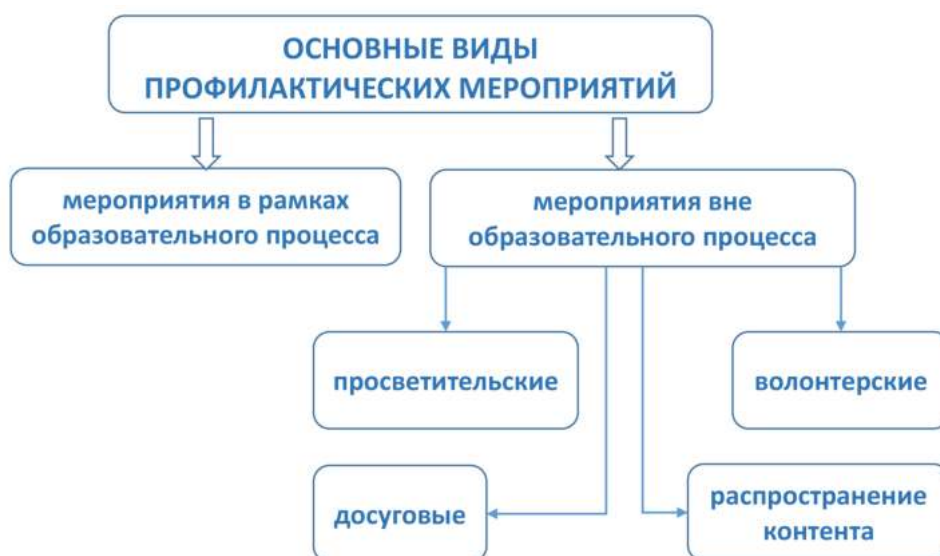 ОСНОВНЫЕ ВИДЫ
ПРОФИЛАКТИЧЕСКИХ МЕРОПРИЯТИЙ
мероприятия в рамках
образовательного процесса
мероприятия вне
образовательного процесса
просветительские
волонтерские
досуговые
распространение
контента